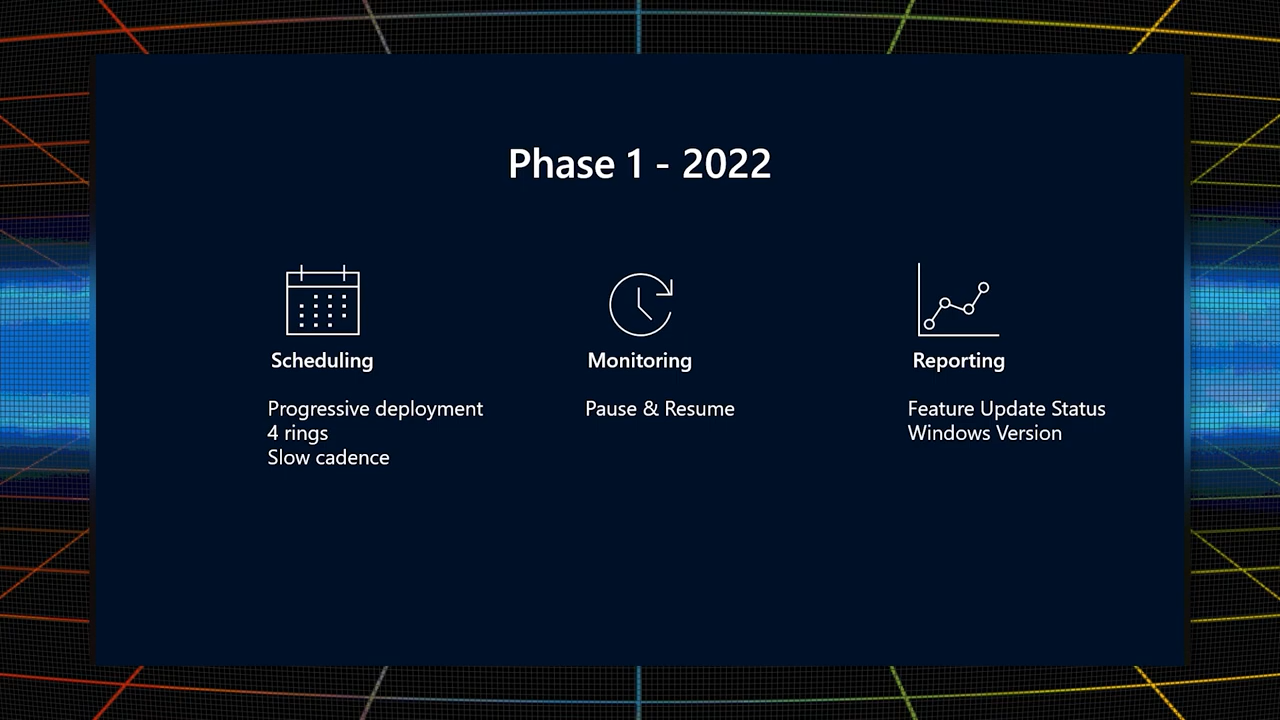 Phase 1 - 2022
Scheduling
Progressive deployment
4 rings
Slow cadence
Monitoring
Pause & Resume
Reporting
Feature Update Status
Windows Version